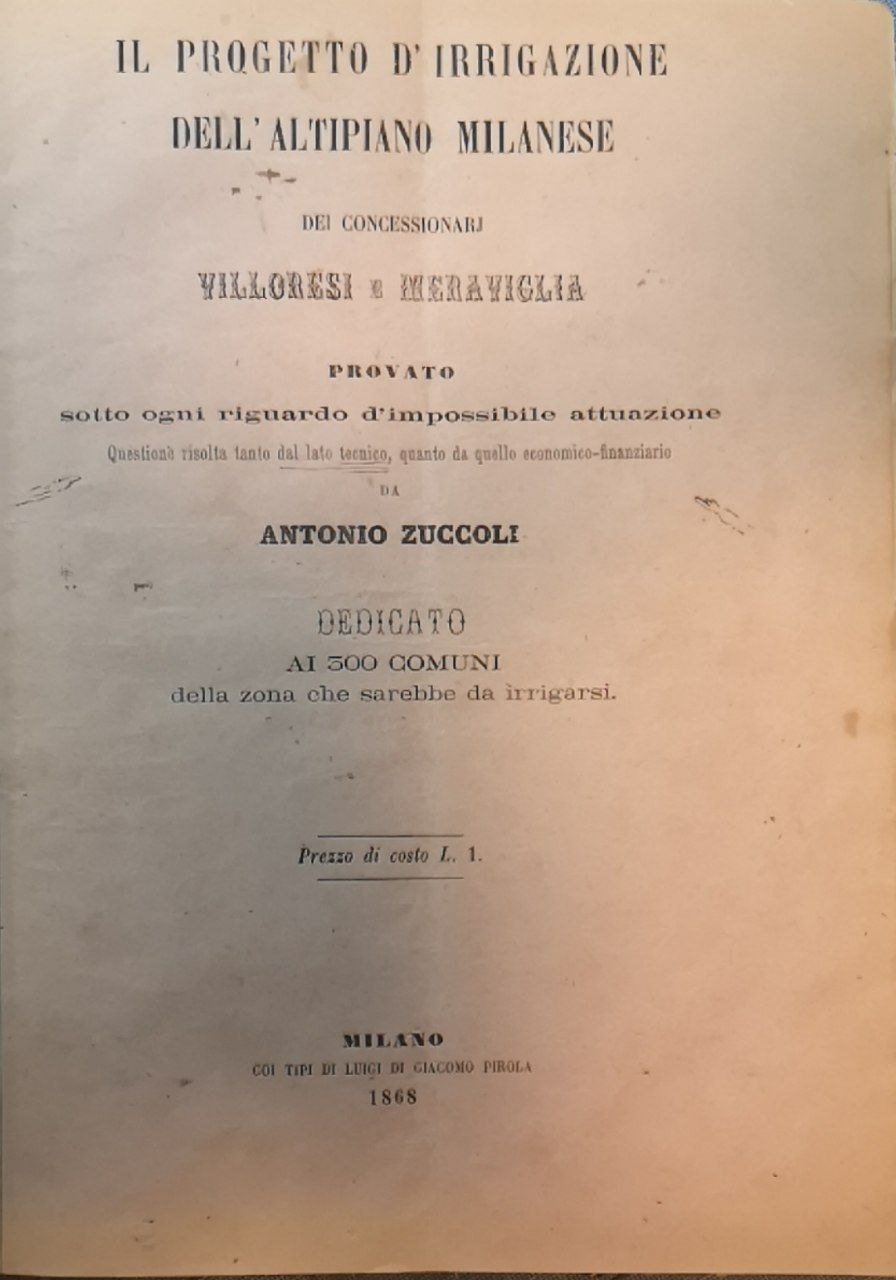 IL PROGETTO D'IRRIGAZIONE
DELL'ALTIPIANO MILANESE
DEI CONCESSIONARJ
VILLORESI E MERAVIGLIA
PROVATO
sotto ogni riguardo d'impossibile attuazione
Questione risolta tanto dal lato tecnico, quanto da quello economico-finanziario
DA
ANTONIO ZUCCOLI
DEDICATO
AI 300 COMUNI
della zona che sarebbe da irrigarsi.
Prezzo di costo L. 1.
MILANO
COI TIPI DI LUIGI DI GIACOMO PIROLA
1868